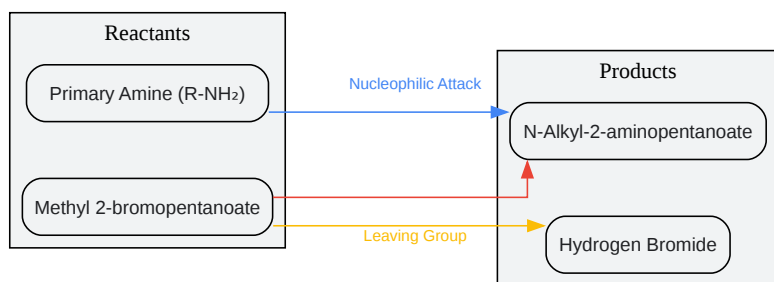 Reactants
Primary Amine (R-NH₂)
Methyl 2-bromopentanoate
Nucleophilic Attack
Leaving Group
Products
N-Alkyl-2-aminopentanoate
Hydrogen Bromide